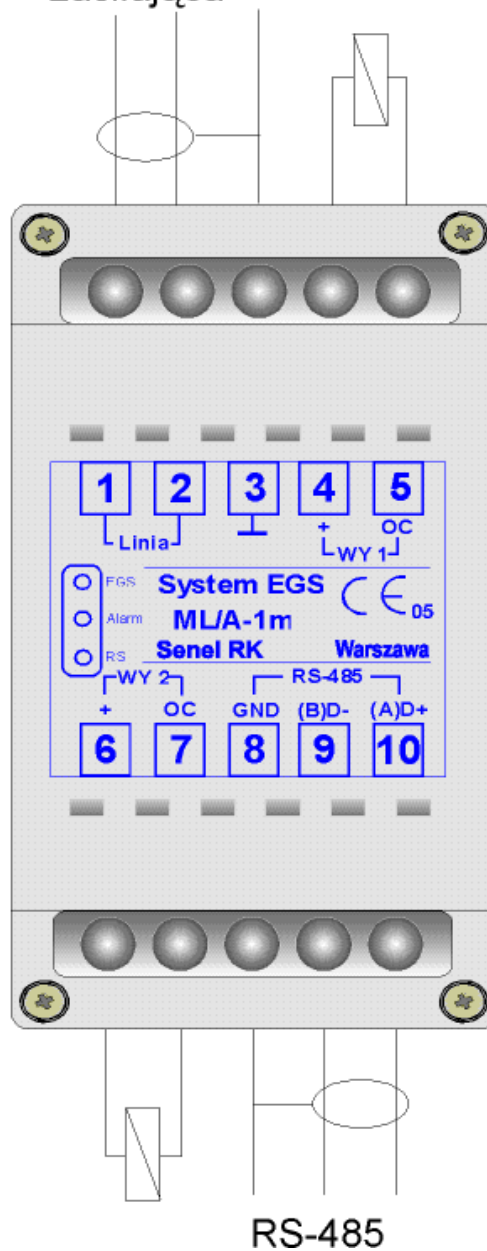 1 2 3 4 5
+ OC
Linia
WY 1
EGS
System EGS
CE 05
Alarm
ML/A-1m
RS
Senel RK Warszawa
WY 2 RS-485
+ OC GND (B)D- (A)D+
6 7 8 9 10
RS-485